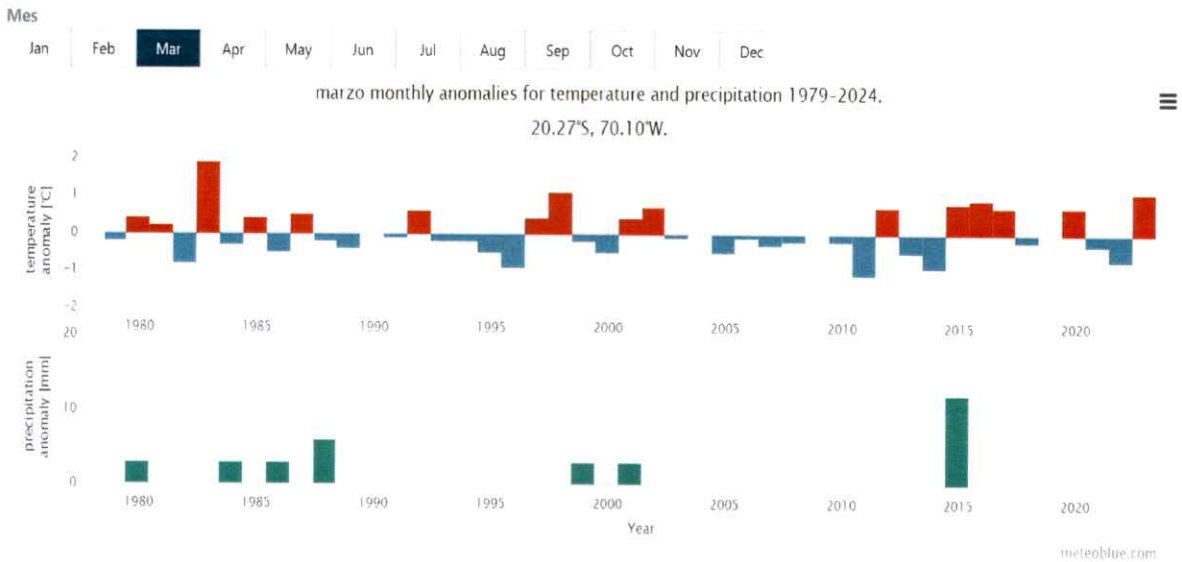 Mes
Jan Feb Mar Apr May Jun Jul Aug Sep Oct Nov Dec
marzo monthly anomalies for temperature and precipitation 1979-2024.
20.27°S, 70.10°W.
temperature
anomaly [°C]
2
1
0
-1
-2
1980 1985 1990 1995 2000 2005 2010 2015 2020
precipitation
anomaly [mm]
20
10
0
1980 1985 1990 1995 2000 2005 2010 2015 2020
Year
meteoblue.com